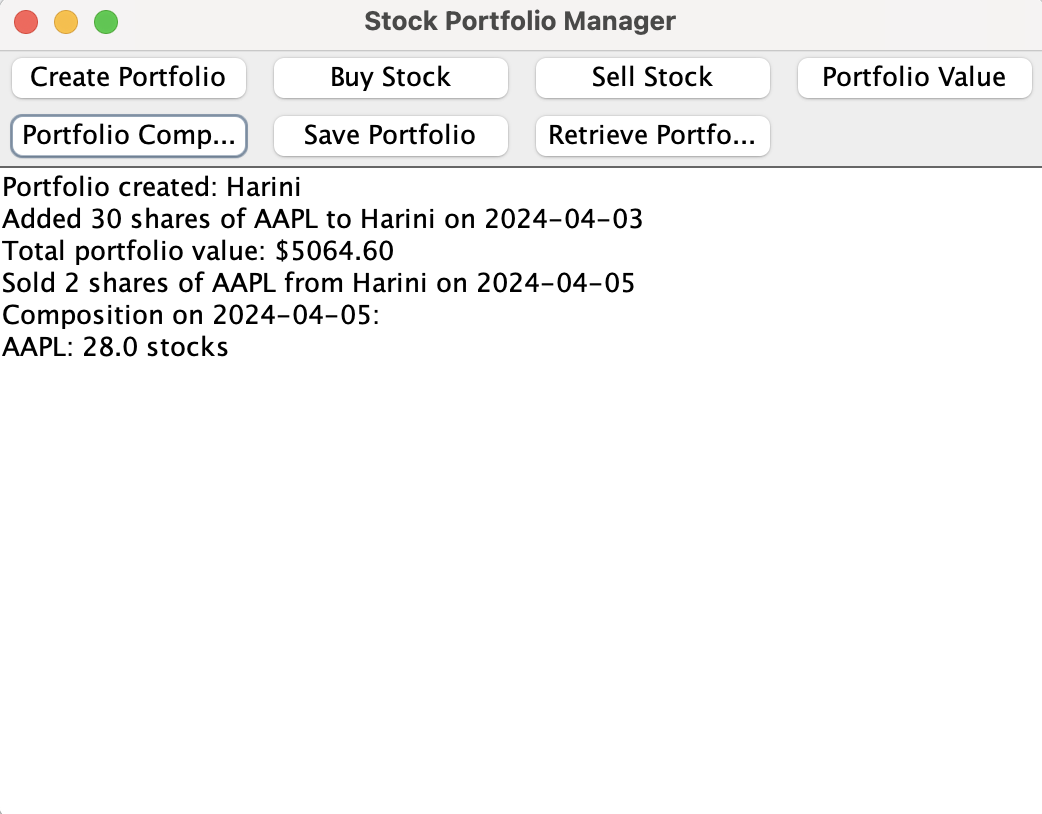 Stock Portfolio Manager
Create Portfolio Buy Stock Sell Stock Portfolio Value
Portfolio Comp... Save Portfolio Retrieve Portfo...
Portfolio created: Harini
Added 30 shares of AAPL to Harini on 2024-04-03
Total portfolio value: $5064.60
Sold 2 shares of AAPL from Harini on 2024-04-05
Composition on 2024-04-05:
AAPL: 28.0 stocks